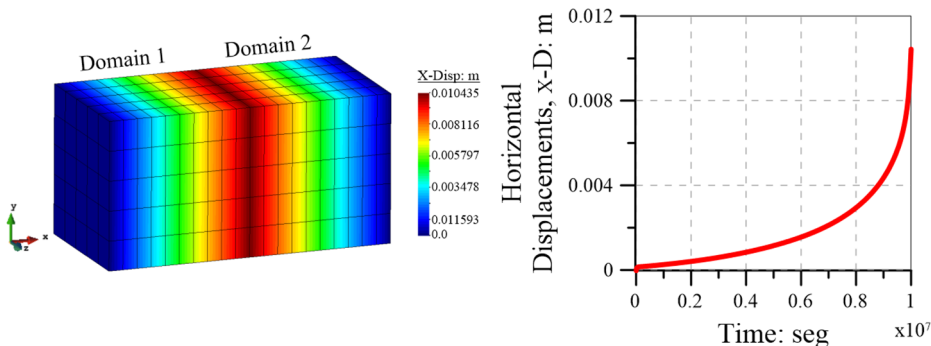 Domain 1
Domain 2
X-Disp: m
0.010435
0.008116
0.005797
0.003478
0.011593
0.0
y
x
z
Horizontal
Displacements, x-D: m
0.012
0.008
0.004
0
0 0.2 0.4 0.6 0.8 1
x10⁷
Time: seg